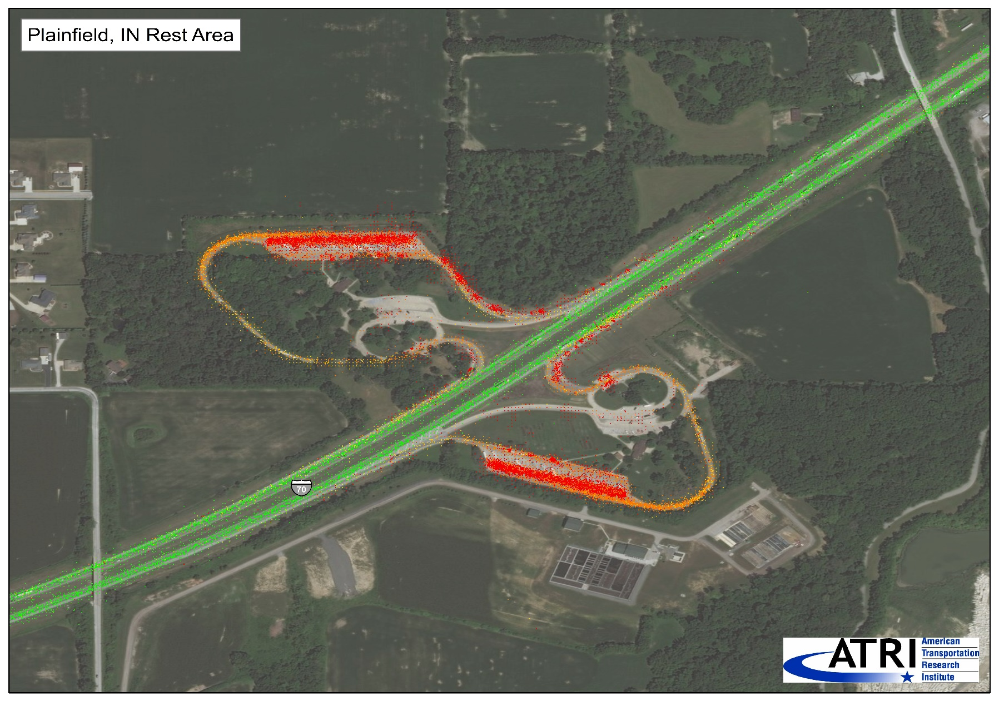 Plainfield, IN Rest Area
70
ATRI
American
Transportation
Research
Institute